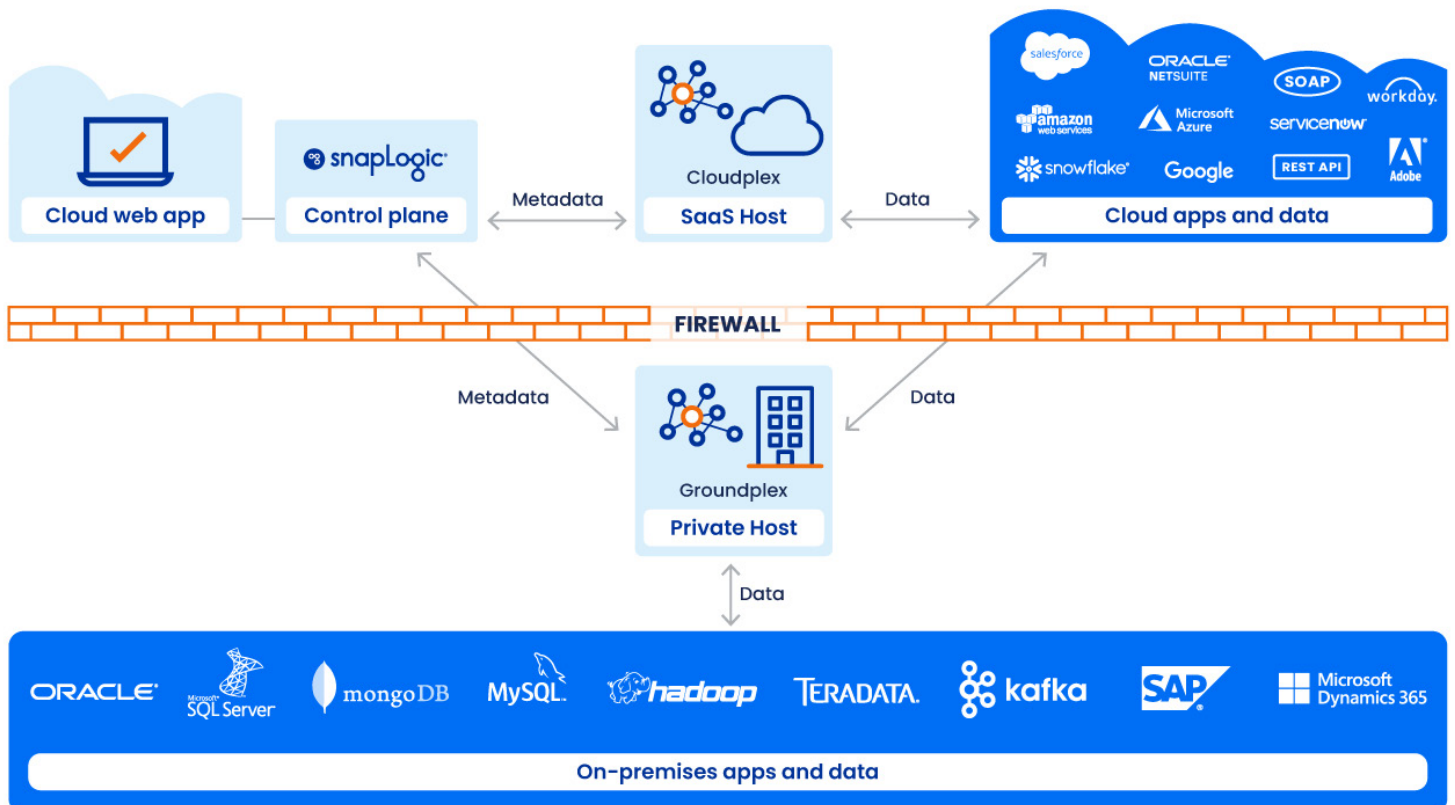 salesforce
ORACLE
NETSUITE
SOAP
workday.
amazon
web services
Microsoft
Azure
servicenow
snowflake
Google
REST API
Adobe
Cloud apps and data
Cloud web app
snapLogic
Control plane
Metadata
Cloudplex
SaaS Host
Data
FIREWALL
Metadata
Data
Groundplex
Private Host
Data
ORACLE
Microsoft
SQL Server
mongoDB
MySQL
hadoop
TERADATA.
kafka
SAP
Microsoft
Dynamics 365
On-premises apps and data